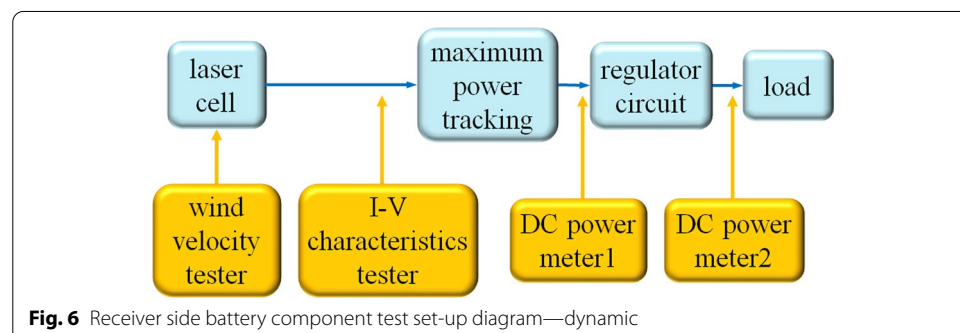 laser
cell
maximum
power
tracking
regulator
circuit
load
wind
velocity
tester
I-V
characteristics
tester
DC power
meter1
DC power
meter2
Fig. 6 Receiver side battery component test set-up diagram—dynamic